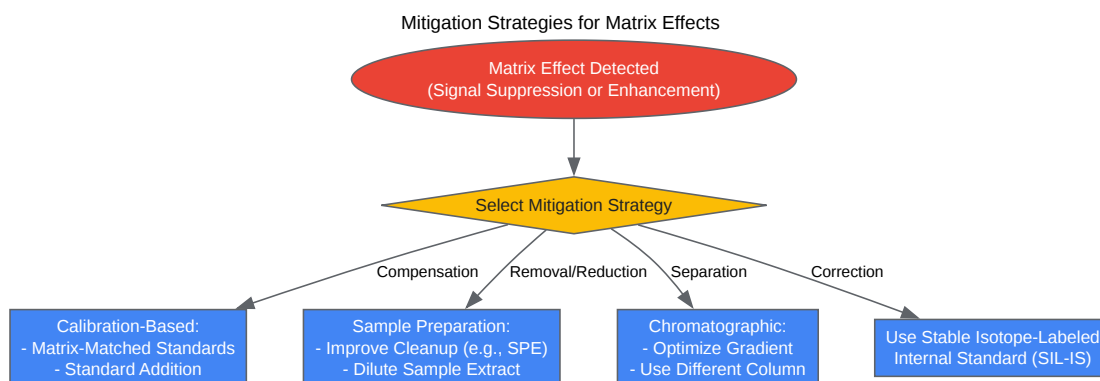 Mitigation Strategies for Matrix Effects
Matrix Effect Detected
(Signal Suppression or Enhancement)
Select Mitigation Strategy
Compensation
Removal/Reduction
Separation
Correction
Calibration-Based:
- Matrix-Matched Standards
- Standard Addition
Sample Preparation:
- Improve Cleanup (e.g., SPE)
- Dilute Sample Extract
Chromatographic:
- Optimize Gradient
- Use Different Column
Use Stable Isotope-Labeled
Internal Standard (SIL-IS)